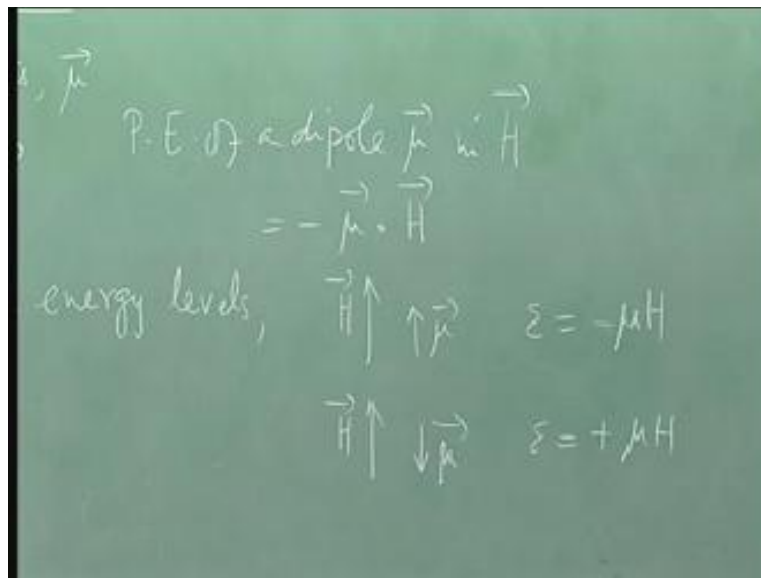 s, μ⃗
P.E. of a dipole μ⃗ in H⃗
= - μ⃗ . H⃗
energy levels, H⃗ ↑ ↑ μ⃗ ε = -μH
H⃗ ↑ ↓ μ⃗ ε = + μH